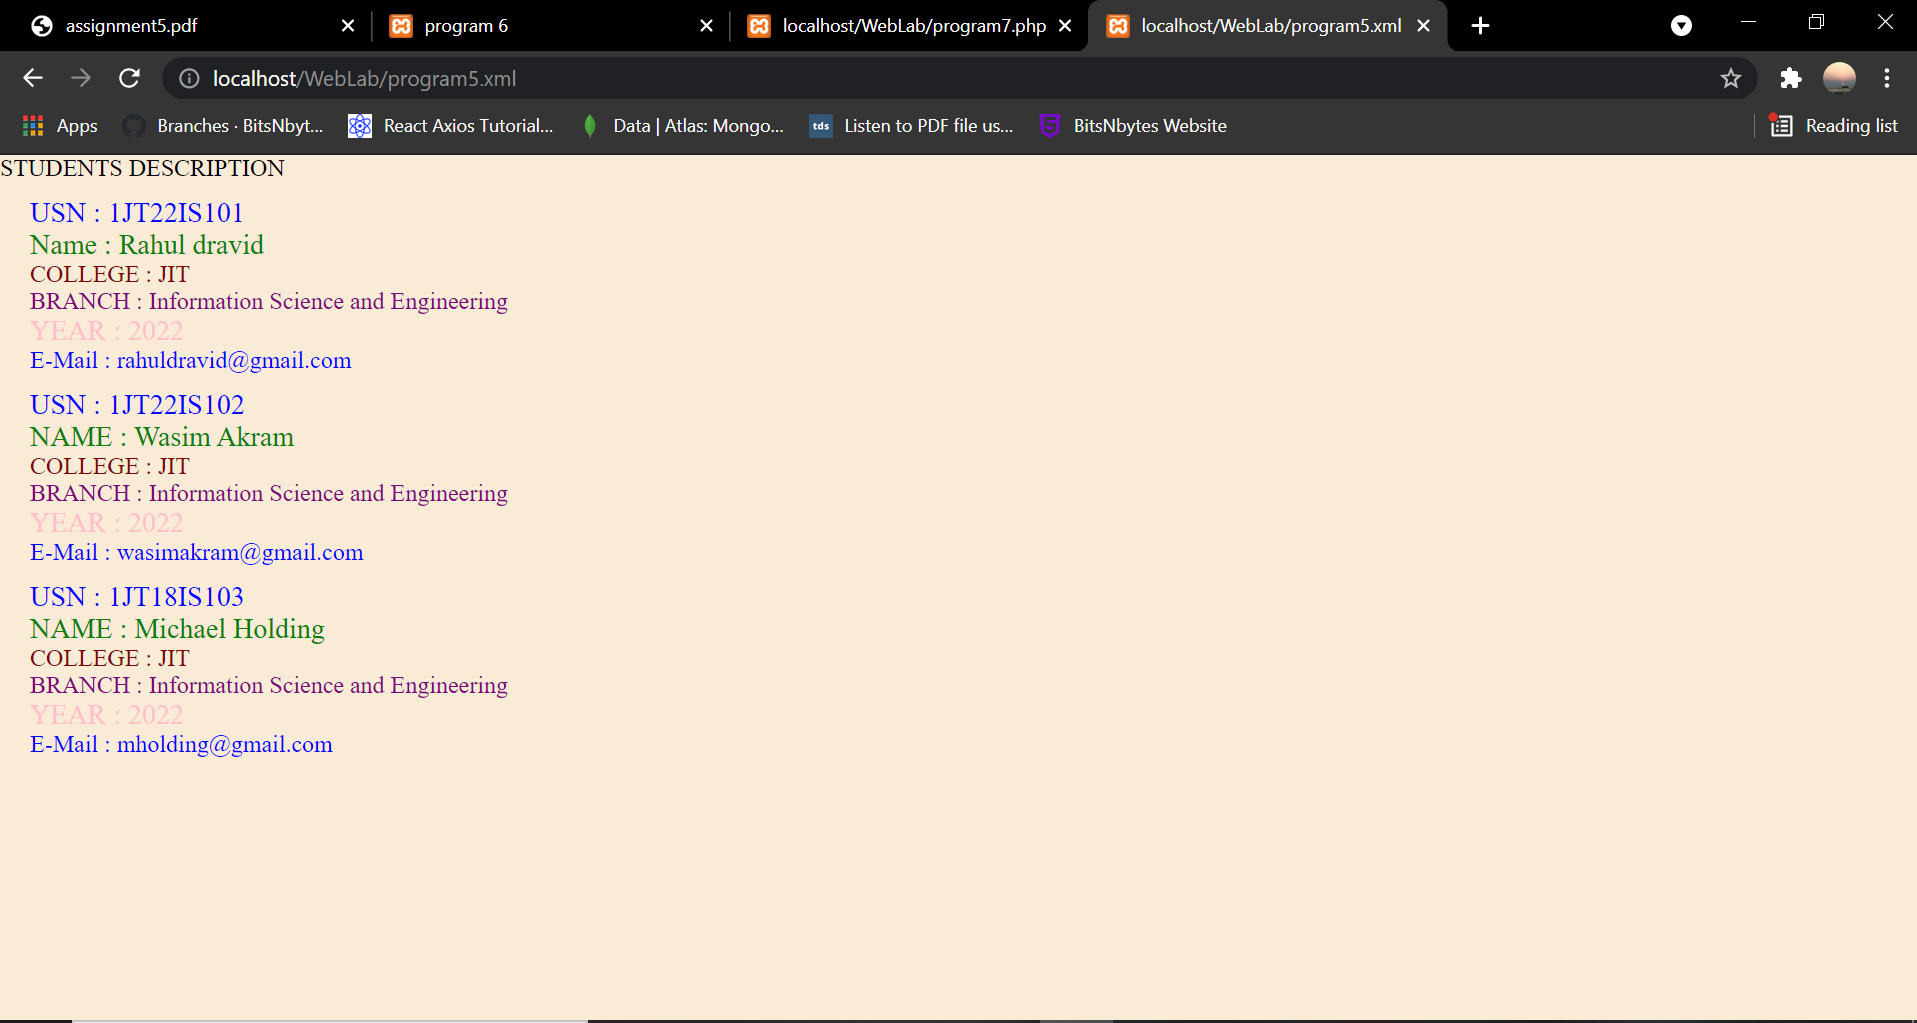 assignment5.pdf
program 6
localhost/WebLab/program7.php
localhost/WebLab/program5.xml
localhost/WebLab/program5.xml
Apps
Branches · BitsNbyt...
React Axios Tutorial...
Data | Atlas: Mongo...
tds
Listen to PDF file us...
BitsNbytes Website
Reading list
STUDENTS DESCRIPTION
USN : 1JT22IS101
Name : Rahul dravid
COLLEGE : JIT
BRANCH : Information Science and Engineering
YEAR : 2022
E-Mail : rahuldravid@gmail.com
USN : 1JT22IS102
NAME : Wasim Akram
COLLEGE : JIT
BRANCH : Information Science and Engineering
YEAR : 2022
E-Mail : wasimakram@gmail.com
USN : 1JT18IS103
NAME : Michael Holding
COLLEGE : JIT
BRANCH : Information Science and Engineering
YEAR : 2022
E-Mail : mholding@gmail.com